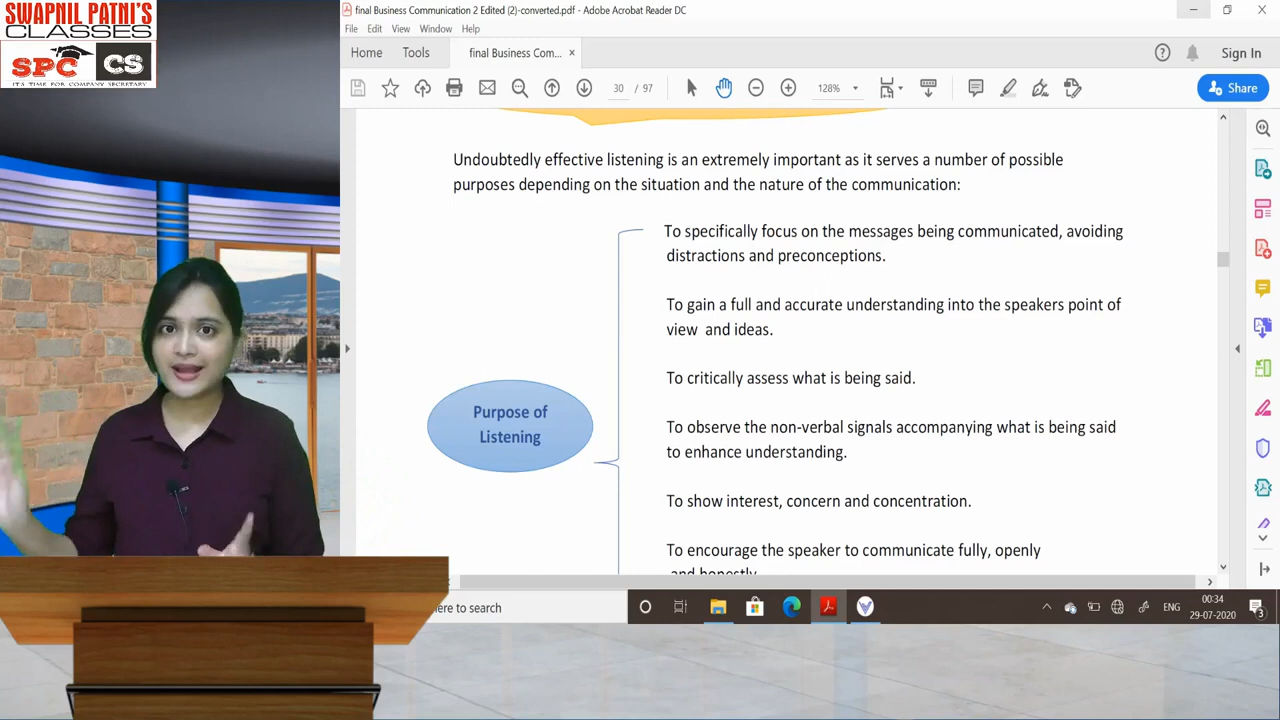 SWAPNIL PATNI'S
CLASSES
SPC CS
IT'S TIME FOR COMPANY SECRETARY
final Business Communication 2 Edited (2)-converted.pdf - Adobe Acrobat Reader DC
File Edit View Window Help
Home Tools final Business Com... × Sign In
30 / 97 128% Share
Undoubtedly effective listening is an extremely important as it serves a number of possible
purposes depending on the situation and the nature of the communication:
To specifically focus on the messages being communicated, avoiding
distractions and preconceptions.
To gain a full and accurate understanding into the speakers point of
view and ideas.
To critically assess what is being said.
Purpose of
Listening
To observe the non-verbal signals accompanying what is being said
to enhance understanding.
To show interest, concern and concentration.
To encourage the speaker to communicate fully, openly
and honestly
ere to search
ENG
00:34
29-07-2020
3